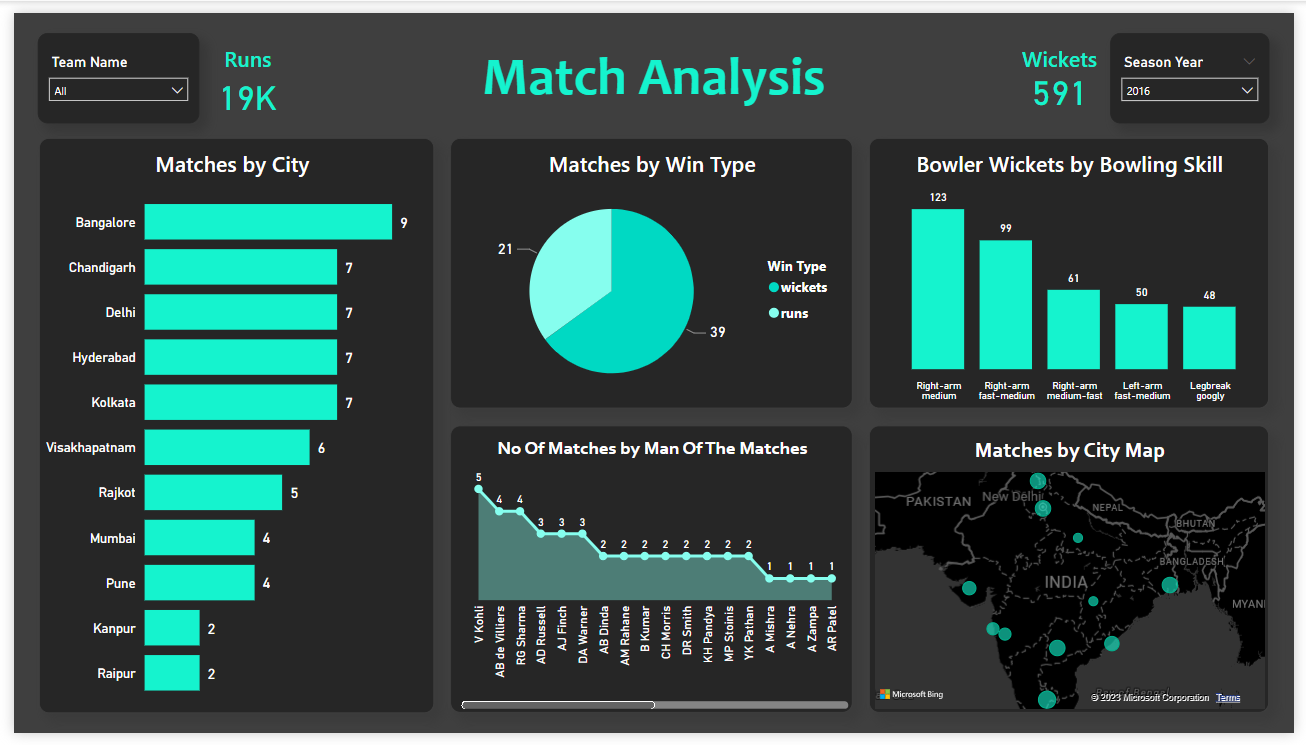 Team Name
All
Runs
19K
Match Analysis
Wickets
591
Season Year
2016
Matches by City
Bangalore 9
Chandigarh 7
Delhi 7
Hyderabad 7
Kolkata 7
Visakhapatnam 6
Rajkot 5
Mumbai 4
Pune 4
Kanpur 2
Raipur 2
Matches by Win Type
21
39
Win Type
wickets
runs
Bowler Wickets by Bowling Skill
123
99
61
50
48
Right-arm
medium
Right-arm
fast-medium
Right-arm
medium-fast
Left-arm
fast-medium
Legbreak
googly
No Of Matches by Man Of The Matches
5 4 4 3 3 3 2 2 2 2 2 2 2 2 1 1 1 1
V Kohli
AB de Villiers
RG Sharma
AD Russell
AJ Finch
DA Warner
AB Dinda
AM Rahane
B Kumar
CH Morris
DR Smith
KH Pandya
MP Stoinis
YK Pathan
A Mishra
A Nehra
A Zampa
AR Patel
Matches by City Map
PAKISTAN
New Delhi
NEPAL
BHUTAN
BANGLADESH
INDIA
MYAN
Microsoft Bing
© 2023 Microsoft Corporation Terms